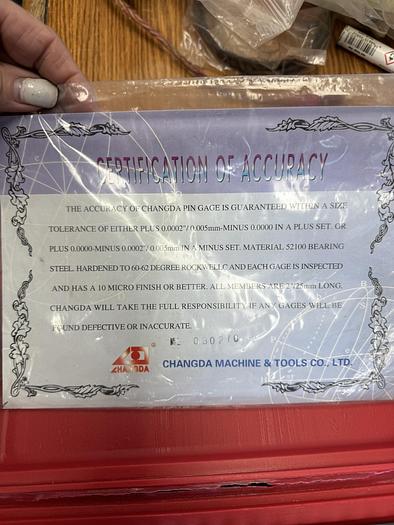 CERTIFICATION OF ACCURACY
THE ACCURACY OF CHANGDA PIN GAGE IS GUARANTEED WITHIN A SIZE
TOLERANCE OF EITHER PLUS 0.0002"/ 0.005mm-MINUS 0.0000 IN A PLUS SET. OR
PLUS 0.0000-MINUS 0.0002"/ 0.005mm IN A MINUS SET. MATERIAL 52100 BEARING
STEEL. HARDENED TO 60-62 DEGREE ROCKWELL C AND EACH GAGE IS INSPECTED
AND HAS A 10 MICRO FINISH OR BETTER. ALL MEMBERS ARE 2"/25mm LONG.
CHANGDA WILL TAKE THE FULL RESPONSIBILITY IF ANY GAGES WILL BE
FOUND DEFECTIVE OR INACCURATE.
CHANGDA ®
CHANGDA MACHINE & TOOLS CO., LTD.